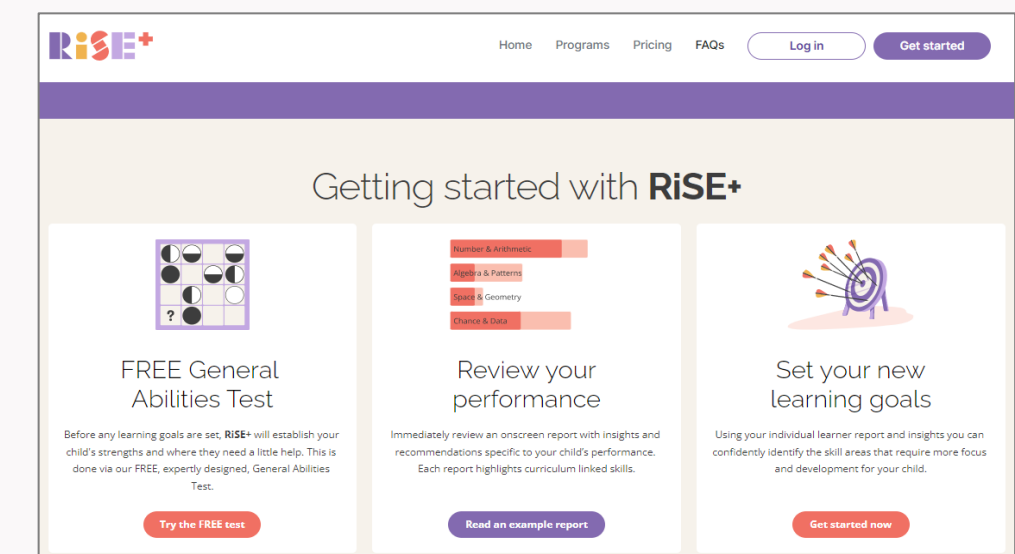 RiSE+
Home Programs Pricing FAQs Log in Get started
Getting started with RiSE+
?
FREE General
Abilities Test
Before any learning goals are set, RiSE+ will establish your
child's strengths and where they need a little help. This is
done via our FREE, expertly designed, General Abilities
Test.
Try the FREE test
Number & Arithmetic
Algebra & Patterns
Space & Geometry
Chance & Data
Review your
performance
Immediately review an onscreen report with insights and
recommendations specific to your child's performance.
Each report highlights curriculum linked skills.
Read an example report
Set your new
learning goals
Using your individual learner report and insights you can
confidently identify the skill areas that require more focus
and development for your child.
Get started now